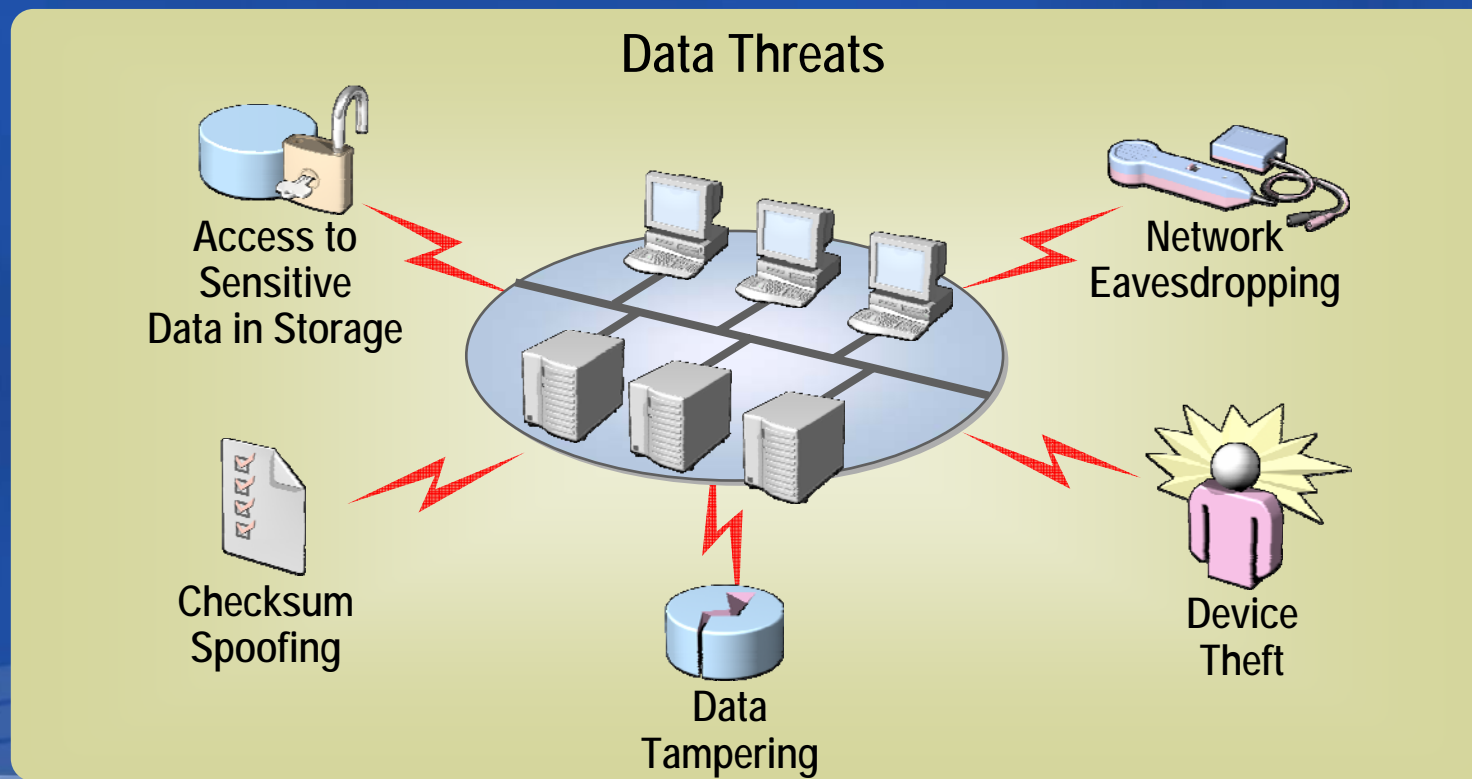 Data Threats
Access to
Sensitive
Data in Storage
Network
Eavesdropping
Checksum
Spoofing
Data
Tampering
Device
Theft